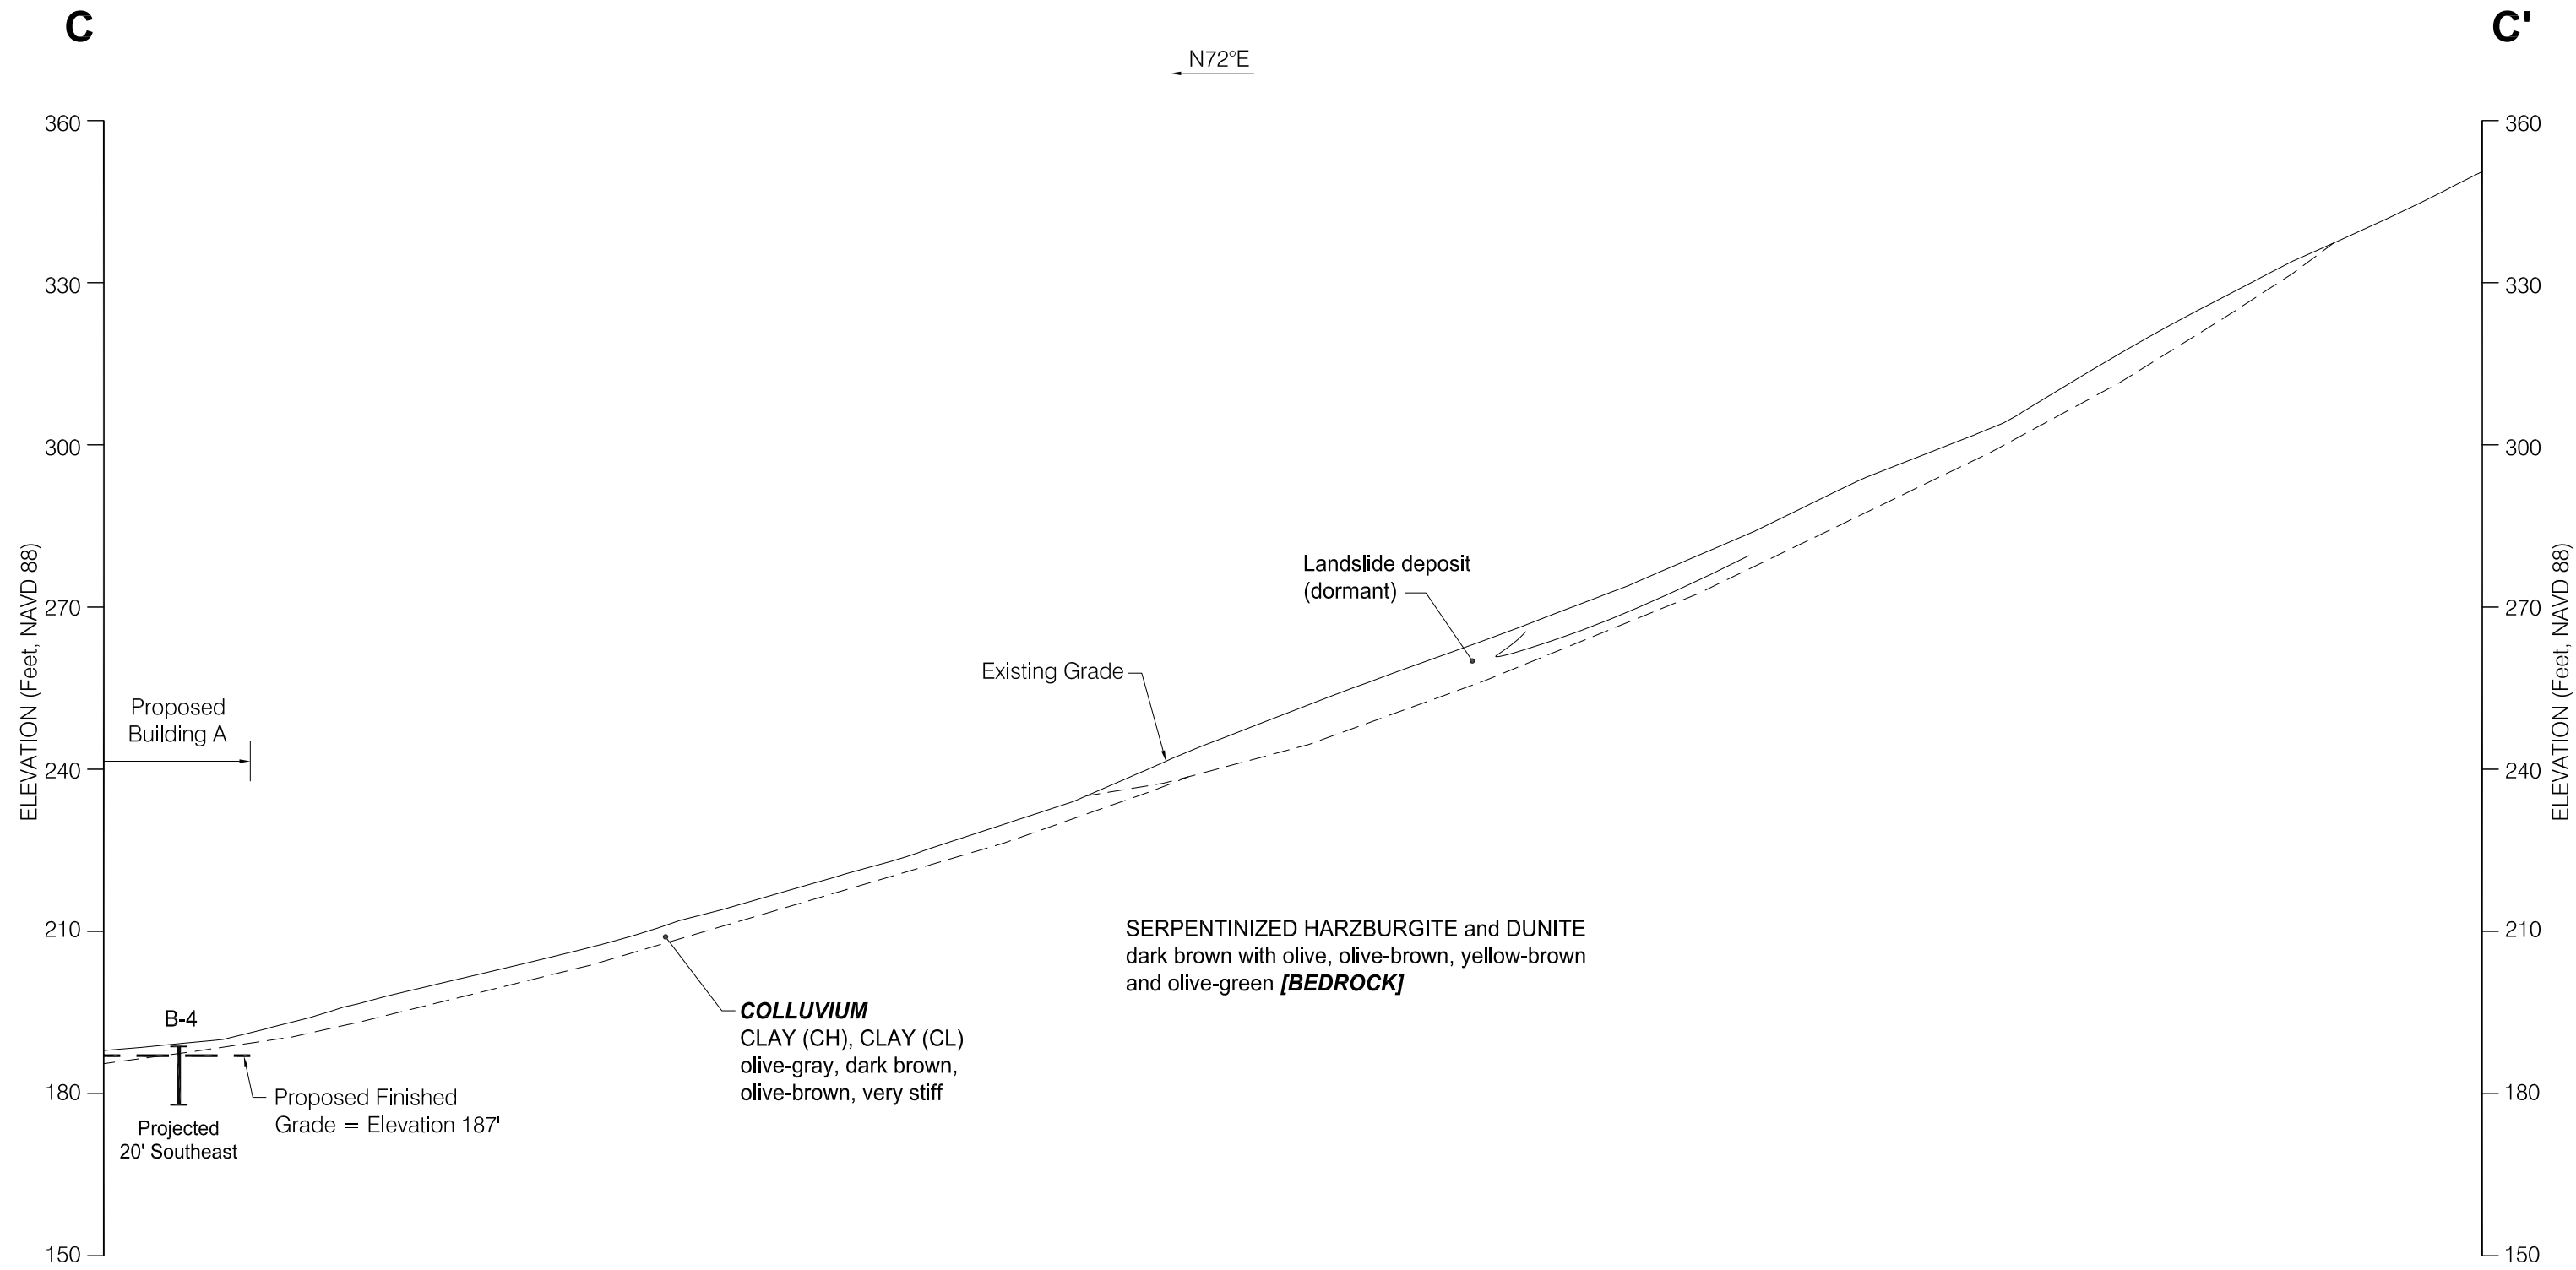 C
C'
N72°E
360
330
300
270
240
210
180
150
ELEVATION (Feet, NAVD 88)
Proposed
Building A
B-4
Projected
20' Southeast
Proposed Finished
Grade = Elevation 187'
COLLUVIUM
CLAY (CH), CLAY (CL)
olive-gray, dark brown,
olive-brown, very stiff
Existing Grade
Landslide deposit
(dormant)
SERPENTINIZED HARZBURGITE and DUNITE
dark brown with olive, olive-brown, yellow-brown
and olive-green [BEDROCK]
360
330
300
270
240
210
180
150
ELEVATION (Feet, NAVD 88)